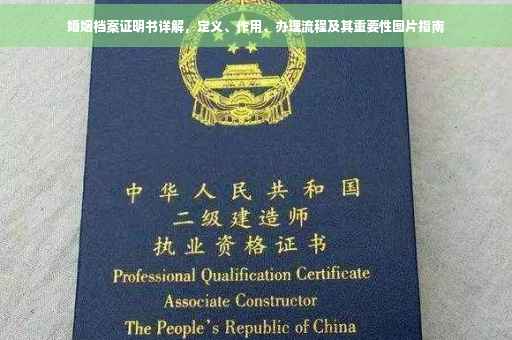 婚姻档案证明书详解，定义、作用、办理流程及其重要性图片指南
中华人民共和国
二级建造师
执业资格证书
Professional Qualification Certificate
Associate Constructor
The People's Republic of China